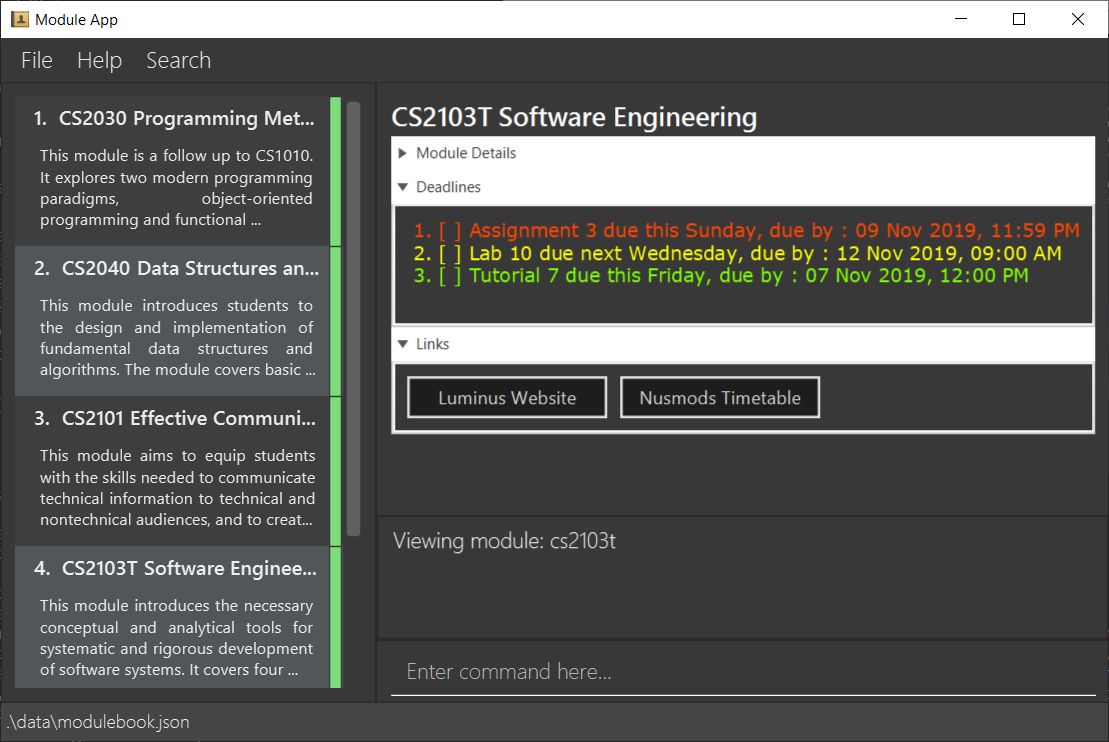 Module App
File Help Search
1. CS2030 Programming Met...
This module is a follow up to CS1010.
It explores two modern programming
paradigms, object-oriented
programming and functional ...
2. CS2040 Data Structures an...
This module introduces students to
the design and implementation of
fundamental data structures and
algorithms. The module covers basic ...
3. CS2101 Effective Communi...
This module aims to equip students
with the skills needed to communicate
technical information to technical and
nontechnical audiences, and to creat...
4. CS2103T Software Enginee...
This module introduces the necessary
conceptual and analytical tools for
systematic and rigorous development
of software systems. It covers four ...
CS2103T Software Engineering
Module Details
Deadlines
1. [ ] Assignment 3 due this Sunday, due by : 09 Nov 2019, 11:59 PM
2. [ ] Lab 10 due next Wednesday, due by : 12 Nov 2019, 09:00 AM
3. [ ] Tutorial 7 due this Friday, due by : 07 Nov 2019, 12:00 PM
Links
Luminus Website
Nusmods Timetable
Viewing module: cs2103t
Enter command here...
.\data\modulebook.json